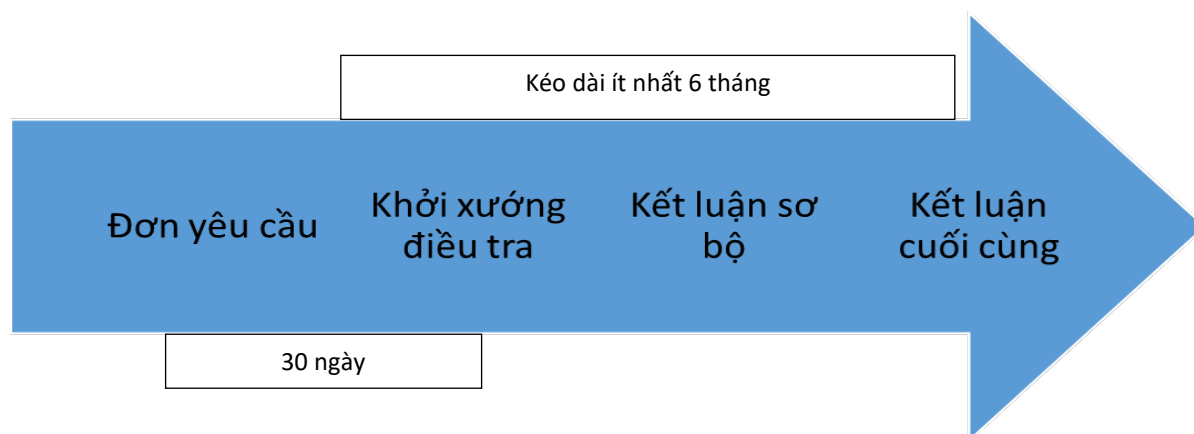 Kéo dài ít nhất 6 tháng
Đơn yêu cầu
Khởi xướng
điều tra
Kết luận sơ
bộ
Kết luận
cuối cùng
30 ngày